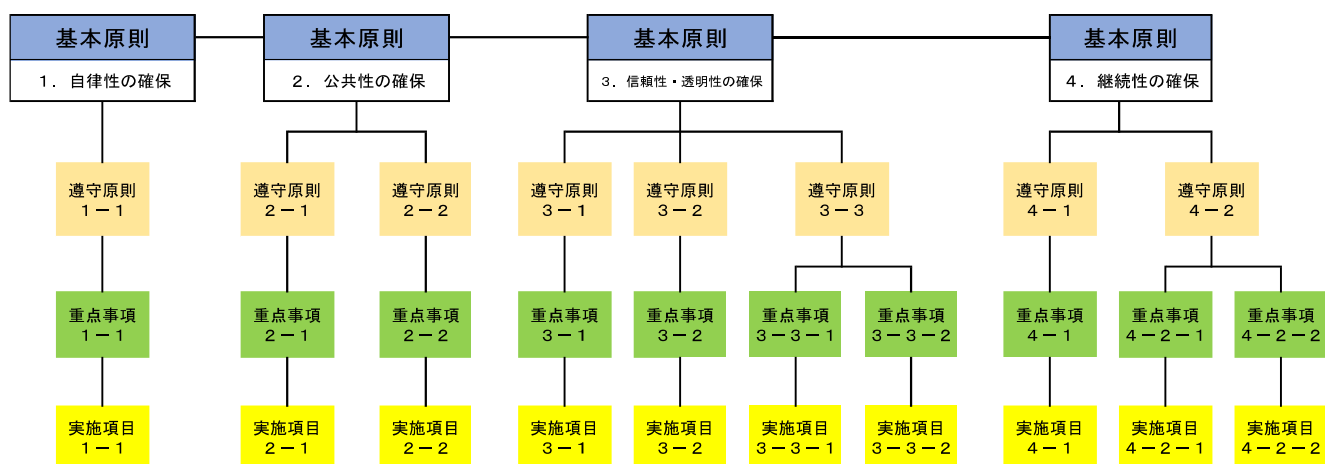 基本原則
1．自律性の確保
基本原則
2．公共性の確保
基本原則
3．信頼性・透明性の確保
基本原則
4．継続性の確保
遵守原則
1－1
遵守原則
2－1
遵守原則
2－2
遵守原則
3－1
遵守原則
3－2
遵守原則
3－3
遵守原則
4－1
遵守原則
4－2
重点事項
1－1
重点事項
2－1
重点事項
2－2
重点事項
3－1
重点事項
3－2
重点事項
3－3－1
重点事項
3－3－2
重点事項
4－1
重点事項
4－2－1
重点事項
4－2－2
実施項目
1－1
実施項目
2－1
実施項目
2－2
実施項目
3－1
実施項目
3－2
実施項目
3－3－1
実施項目
3－3－2
実施項目
4－1
実施項目
4－2－1
実施項目
4－2－2